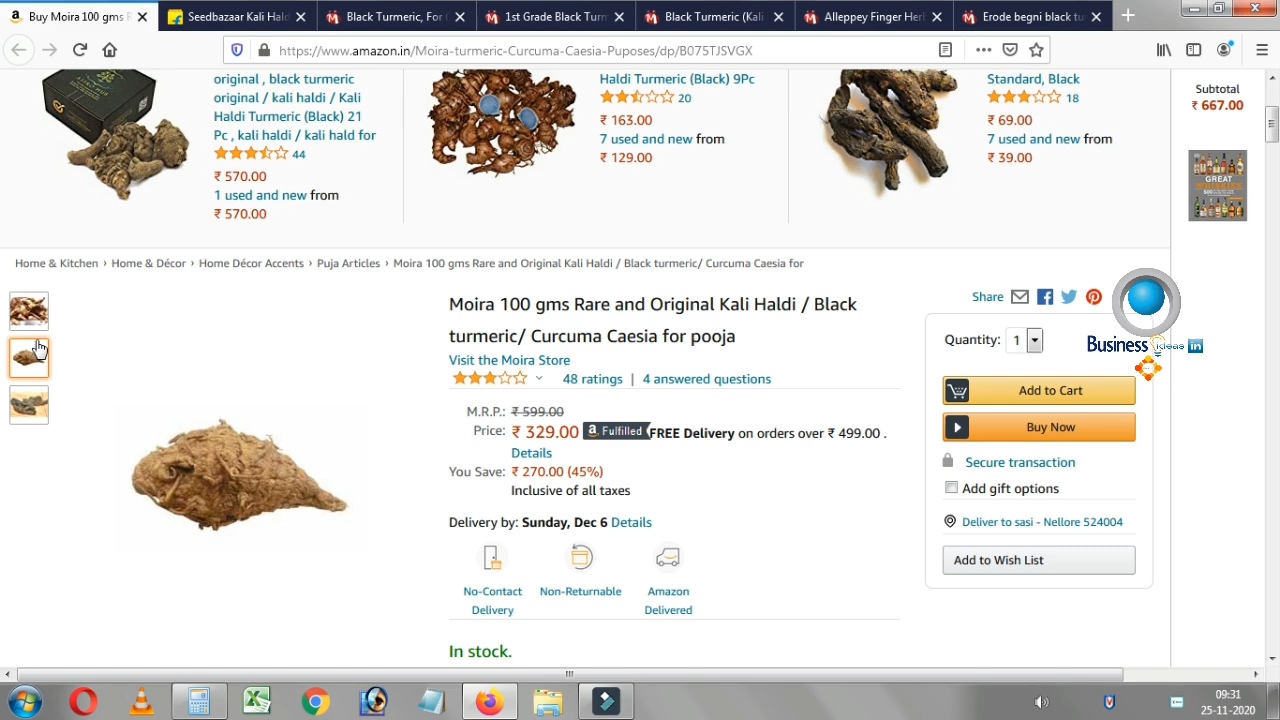 Buy Moira 100 gms R
Seedbazaar Kali Hal
Black Turmeric, For
1st Grade Black Turm
Black Turmeric (Kali
Alleppey Finger Her
Erode begni black tu
https://www.amazon.in/Moira-turmeric-Curcuma-Caesia-Puposes/dp/B075TJSVGX
original , black turmeric
original / kali haldi / Kali
Haldi Turmeric (Black) 21
Pc , kali haldi / kali hald for
44
₹ 570.00
1 used and new from
₹ 570.00
Haldi Turmeric (Black) 9Pc
20
₹ 163.00
7 used and new from
₹ 129.00
Standard, Black
18
₹ 69.00
7 used and new from
₹ 39.00
Subtotal
₹ 667.00
GREAT
WHISKIES
Home & Kitchen › Home & Décor › Home Décor Accents › Puja Articles › Moira 100 gms Rare and Original Kali Haldi / Black turmeric/ Curcuma Caesia for
Moira 100 gms Rare and Original Kali Haldi / Black
turmeric/ Curcuma Caesia for pooja
Visit the Moira Store
48 ratings | 4 answered questions
M.R.P.: ₹ 599.00
Price: ₹ 329.00 a Fulfilled FREE Delivery on orders over ₹ 499.00 .
Details
You Save: ₹ 270.00 (45%)
Inclusive of all taxes
Delivery by: Sunday, Dec 6 Details
No-Contact
Delivery
Non-Returnable
Amazon
Delivered
In stock.
Share
Quantity: 1
Business ideas in
Add to Cart
Buy Now
Secure transaction
Add gift options
Deliver to sasi - Nellore 524004
Add to Wish List
09:31
25-11-2020